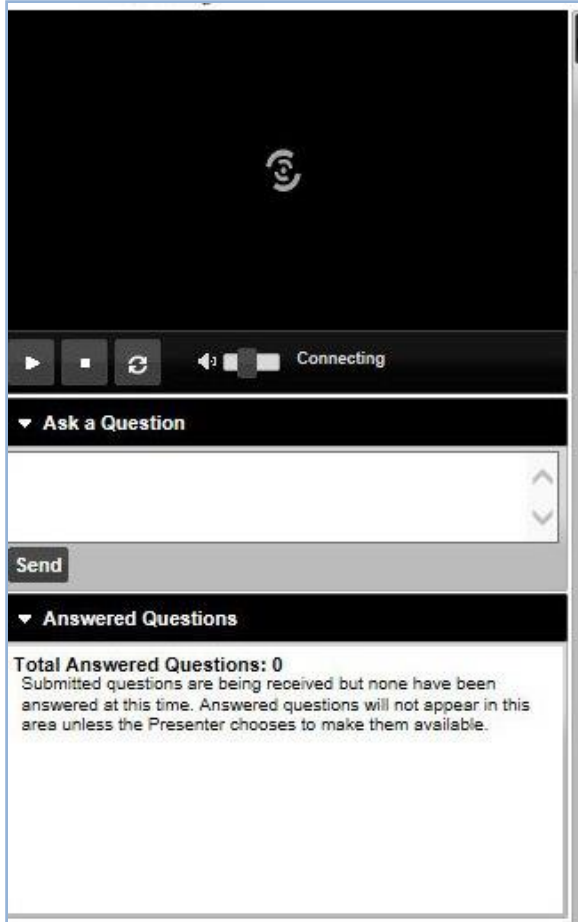 Connecting
Ask a Question
Send
Answered Questions
Total Answered Questions: 0
Submitted questions are being received but none have been
answered at this time. Answered questions will not appear in this
area unless the Presenter chooses to make them available.